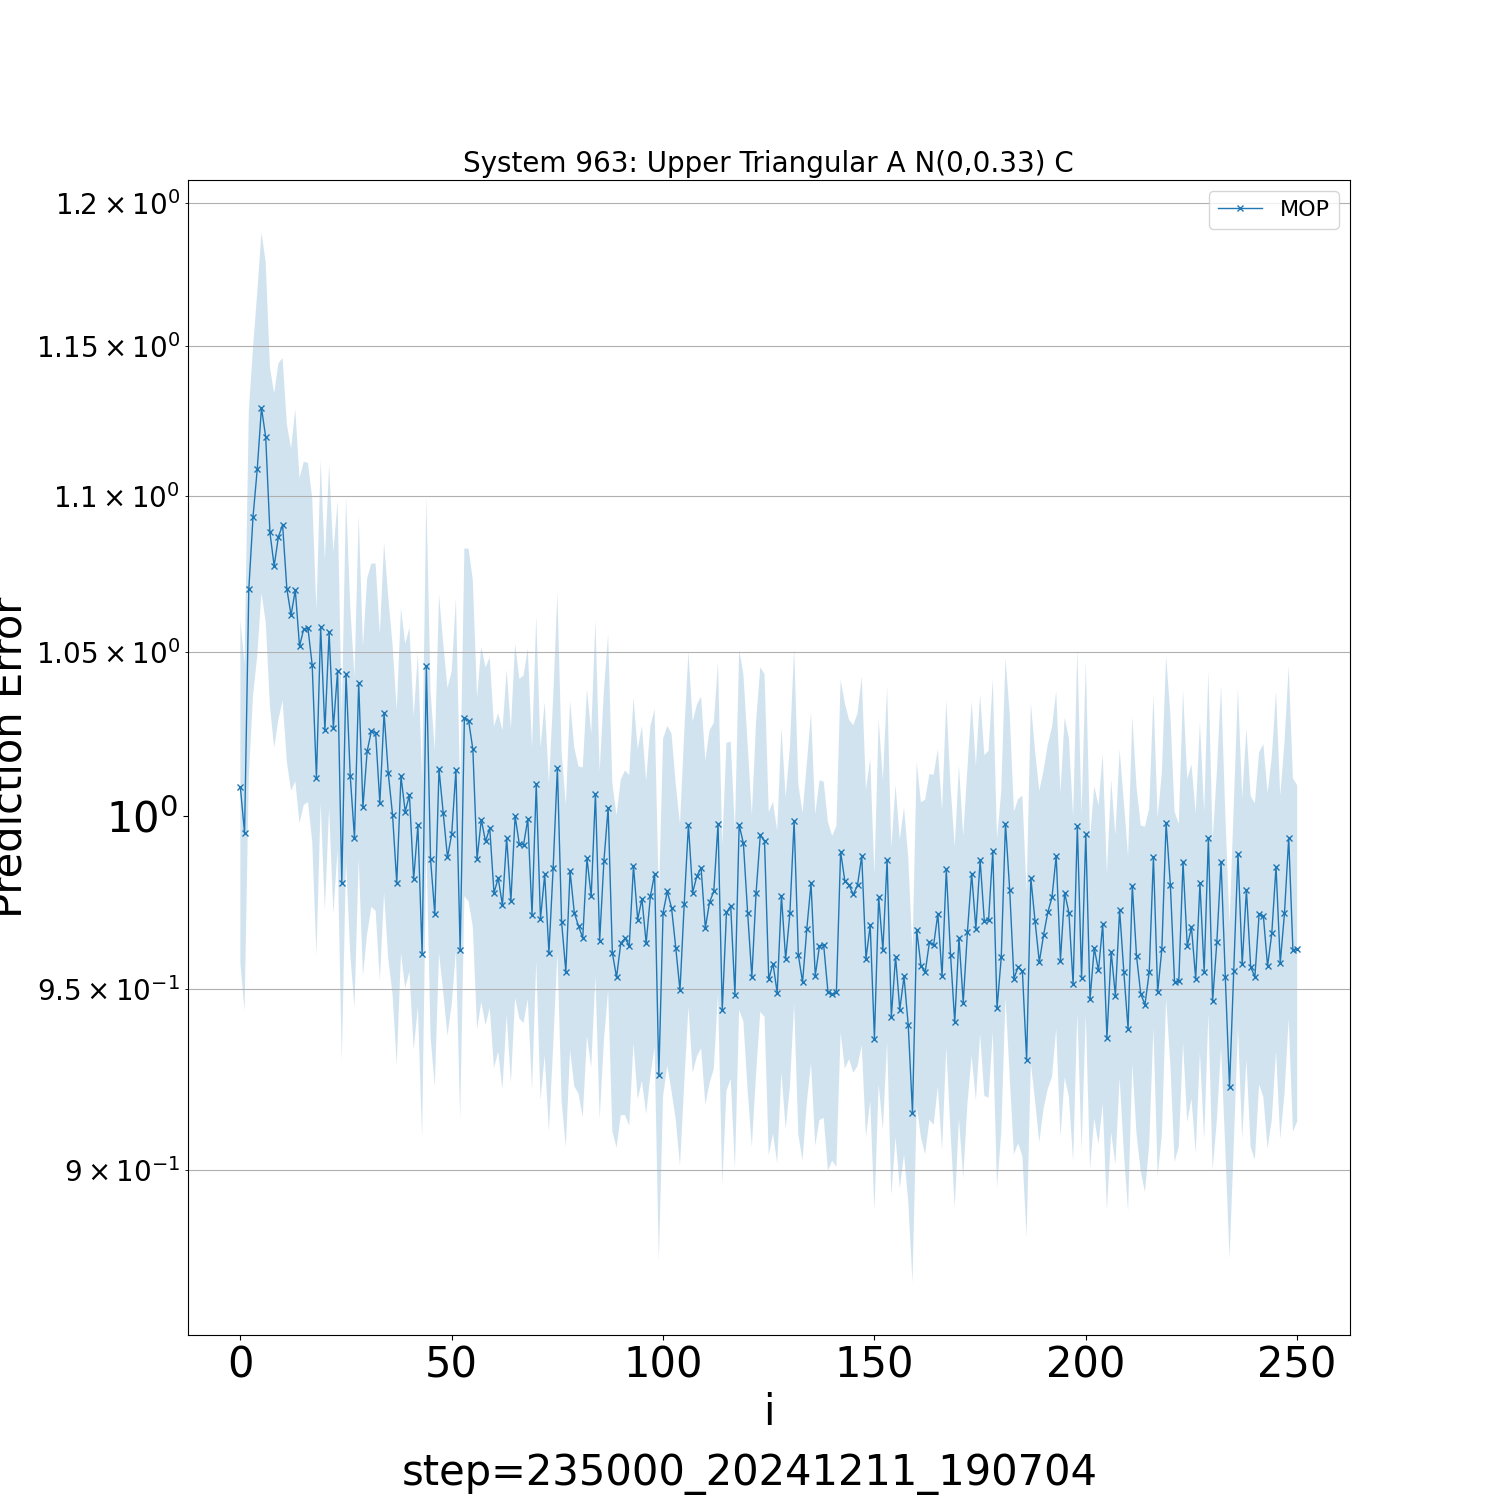 System 963: Upper Triangular A N(0,0.33) C
MOP
1.2 × 10⁰
1.15 × 10⁰
1.1 × 10⁰
1.05 × 10⁰
10⁰
9.5 × 10⁻¹
9 × 10⁻¹
Prediction Error
0 50 100 150 200 250
i
step=235000_20241211_190704